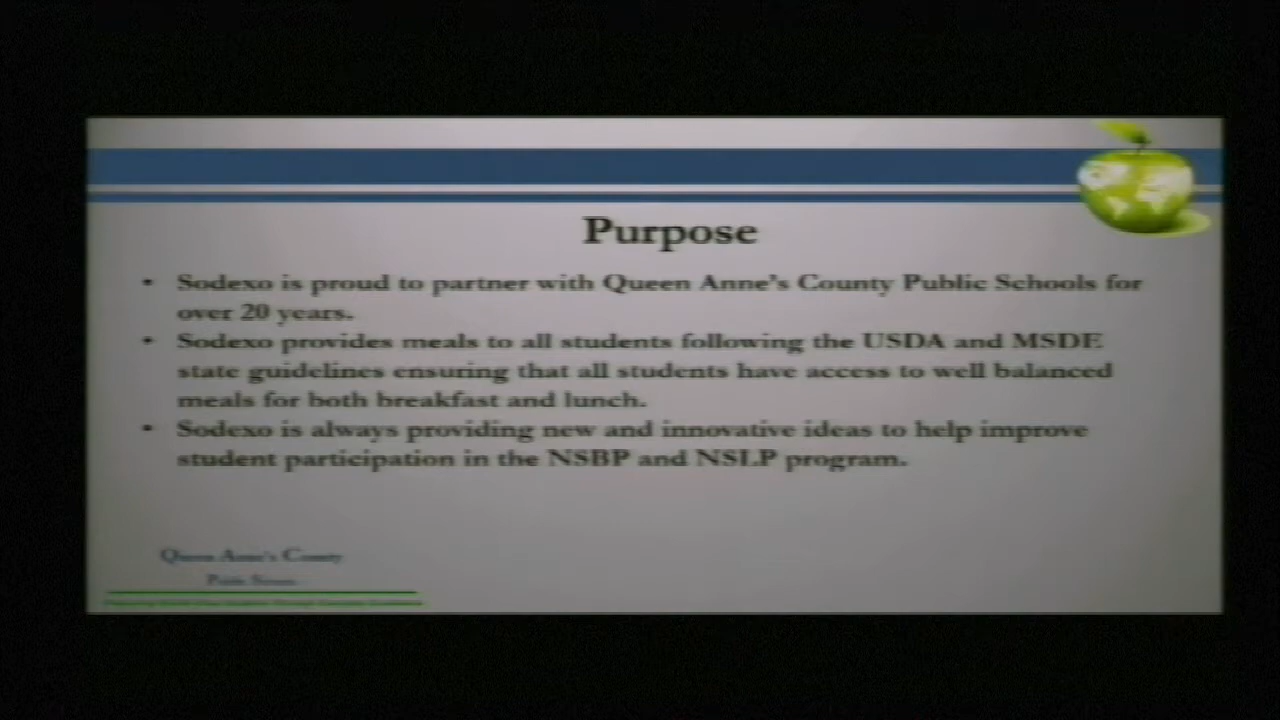 Purpose
• Sodexo is proud to partner with Queen Anne's County Public Schools for
over 20 years.
• Sodexo provides meals to all students following the USDA and MSDE
state guidelines ensuring that all students have access to well balanced
meals for both breakfast and lunch.
• Sodexo is always providing new and innovative ideas to help improve
student participation in the NSBP and NSLP program.
Queen Anne's County
Public